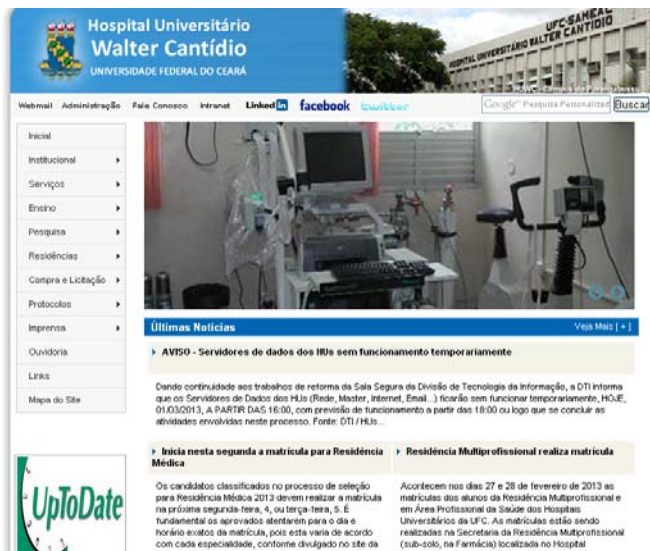 Hospital Universitário
Walter Cantídio
UNIVERSIDADE FEDERAL DO CEARÁ
UFC-SAMEAC
HOSPITAL UNIVERSITÁRIO WALTER CANTÍDIO
Webmail Administração Fale Conosco Intranet Linked in facebook twitter Google™ Pesquisa Personalizad Buscar
Inicial
Institucional
Serviços
Ensino
Pesquisa
Residências
Compra e Licitação
Protocolos
Imprensa
Ouvidoria
Links
Mapa do Site
Últimas Notícias Veja Mais [ + ]
AVISO - Servidores de dados dos HUs sem funcionamento temporariamente
Dando continuidade aos trabalhos de reforma da Sala Segura da Divisão de Tecnologia da Informação, a DTI informa
que os Servidores de Dados dos HUs (Rede, Master, Internet, Email...) ficarão sem funcionar temporariamente, HOJE,
01/03/2013, A PARTIR DAS 16:00, com previsão de funcionamento a partir das 18:00 ou logo que se concluir as
atividades envolvidas neste processo. Fonte: DTI / HUs...
Inicia nesta segunda a matrícula para Residência
Médica
Os candidatos classificados no processo de seleção
para Residência Médica 2013 devem realizar a matrícula
na próxima segunda-feira, 4, ou terça-feira, 5. É
fundamental os aprovados atentarem para o dia e
horário exatos da matrícula, pois esta varia de acordo
com cada especialidade, conforme divulgado no site da
Residência Multiprofissional realiza matrícula
Acontecem nos dias 27 e 28 de fevereiro de 2013 as
matrículas dos alunos da Residência Multiprofissional e
em Área Profissional da Saúde dos Hospitais
Universitários da UFC. As matrículas estão sendo
realizadas na Secretaria da Residência Multiprofissional
(sub-solo, na Farmácia) localizada no Hospital
UpToDate